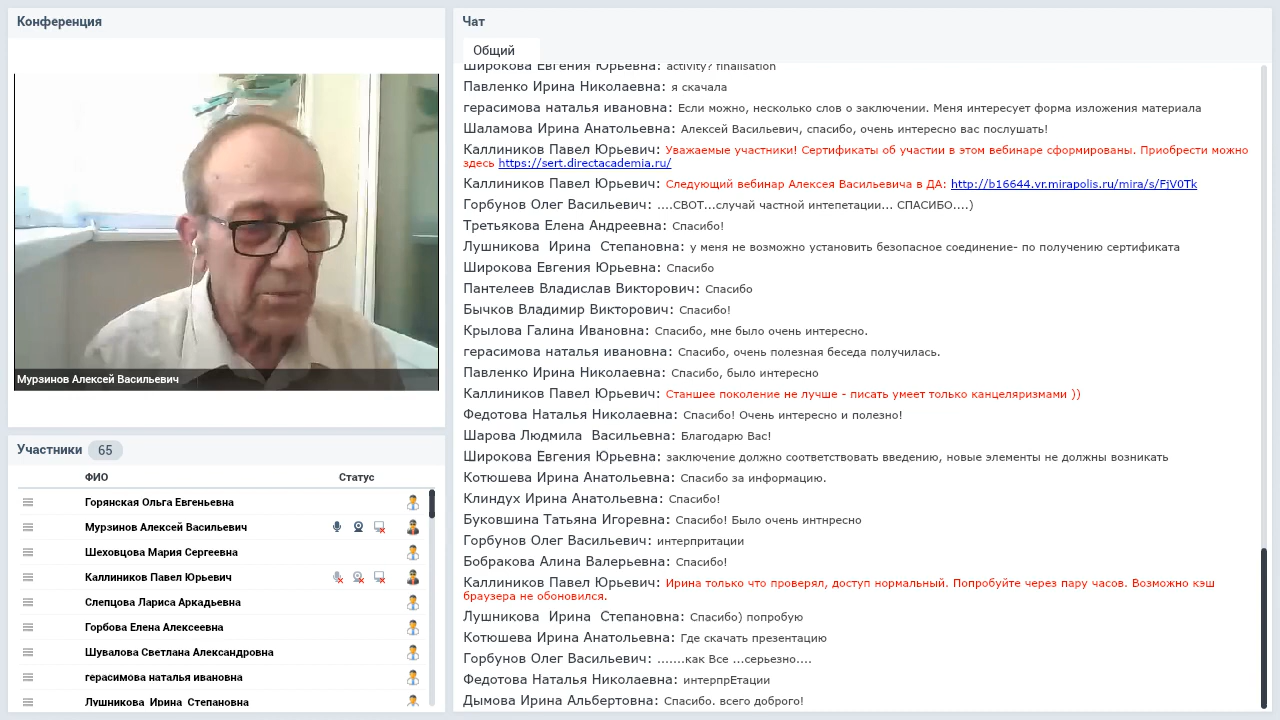 Конференция
Мурзинов Алексей Васильевич
Участники 65
ФИО Статус
Горянская Ольга Евгеньевна
Мурзинов Алексей Васильевич
Шеховцова Мария Сергеевна
Каллиников Павел Юрьевич
Слепцова Лариса Аркадьевна
Горбова Елена Алексеевна
Шувалова Светлана Александровна
герасимова наталья ивановна
Лушникова Ирина Степановна
Чат
Общий
Широкова Евгения Юрьевна: activity? finalisation
Павленко Ирина Николаевна: я скачала
герасимова наталья ивановна: Если можно, несколько слов о заключении. Меня интересует форма изложения материала
Шаламова Ирина Анатольевна: Алексей Васильевич, спасибо, очень интересно вас послушать!
Каллиников Павел Юрьевич: Уважаемые участники! Сертификаты об участии в этом вебинаре сформированы. Приобрести можно
здесь https://sert.directacademia.ru/
Каллиников Павел Юрьевич: Следующий вебинар Алексея Васильевича в ДА: http://b16644.vr.mirapolis.ru/mira/s/FjV0Tk
Горбунов Олег Васильевич: ....СВОТ...случай частной интепетации... СПАСИБО....)
Третьякова Елена Андреевна: Спасибо!
Лушникова Ирина Степановна: у меня не возможно установить безопасное соединение- по получению сертификата
Широкова Евгения Юрьевна: Спасибо
Пантелеев Владислав Викторович: Спасибо
Бычков Владимир Викторович: Спасибо!
Крылова Галина Ивановна: Спасибо, мне было очень интересно.
герасимова наталья ивановна: Спасибо, очень полезная беседа получилась.
Павленко Ирина Николаевна: Спасибо, было интересно
Каллиников Павел Юрьевич: Станшее поколение не лучше - писать умеет только канцеляризмами ))
Федотова Наталья Николаевна: Спасибо! Очень интересно и полезно!
Шарова Людмила Васильевна: Благодарю Вас!
Широкова Евгения Юрьевна: заключение должно соответствовать введению, новые элементы не должны возникать
Котюшева Ирина Анатольевна: Спасибо за информацию.
Клиндух Ирина Анатольевна: Спасибо!
Буковшина Татьяна Игоревна: Спасибо! Было очень интнресно
Горбунов Олег Васильевич: интерпритации
Бобракова Алина Валерьевна: Спасибо!
Каллиников Павел Юрьевич: Ирина только что проверял, доступ нормальный. Попробуйте через пару часов. Возможно кэш
браузера не обоновился.
Лушникова Ирина Степановна: Спасибо) попробую
Котюшева Ирина Анатольевна: Где скачать презентацию
Горбунов Олег Васильевич: .......как Все ...серьезно....
Федотова Наталья Николаевна: интерпрЕтации
Дымова Ирина Альбертовна: Спасибо. всего доброго!